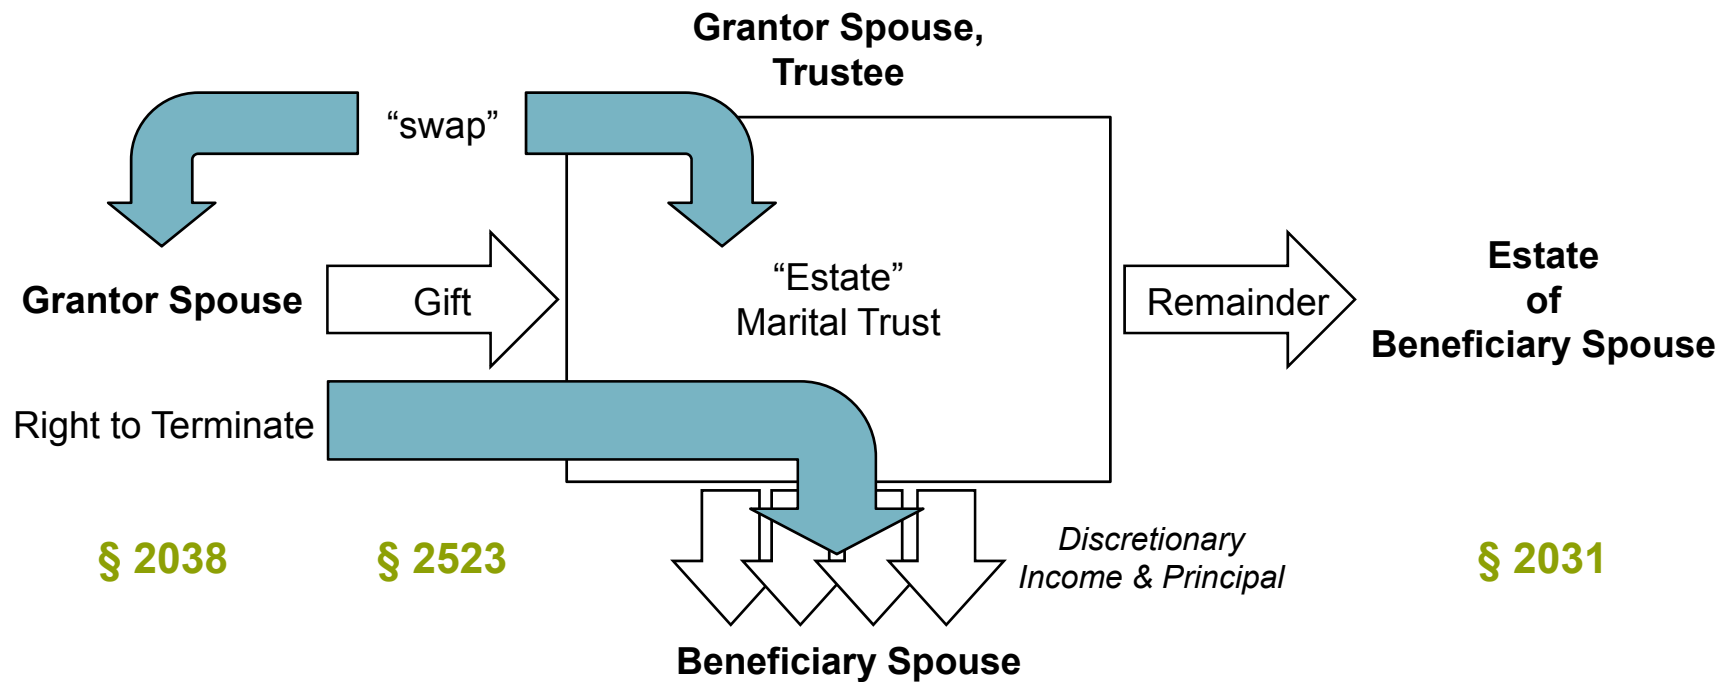 Grantor Spouse,
Trustee
“swap”
Grantor Spouse
Gift
“Estate”
Marital Trust
Remainder
Estate
of
Beneficiary Spouse
Right to Terminate
§ 2038
§ 2523
Discretionary
Income & Principal
§ 2031
Beneficiary Spouse